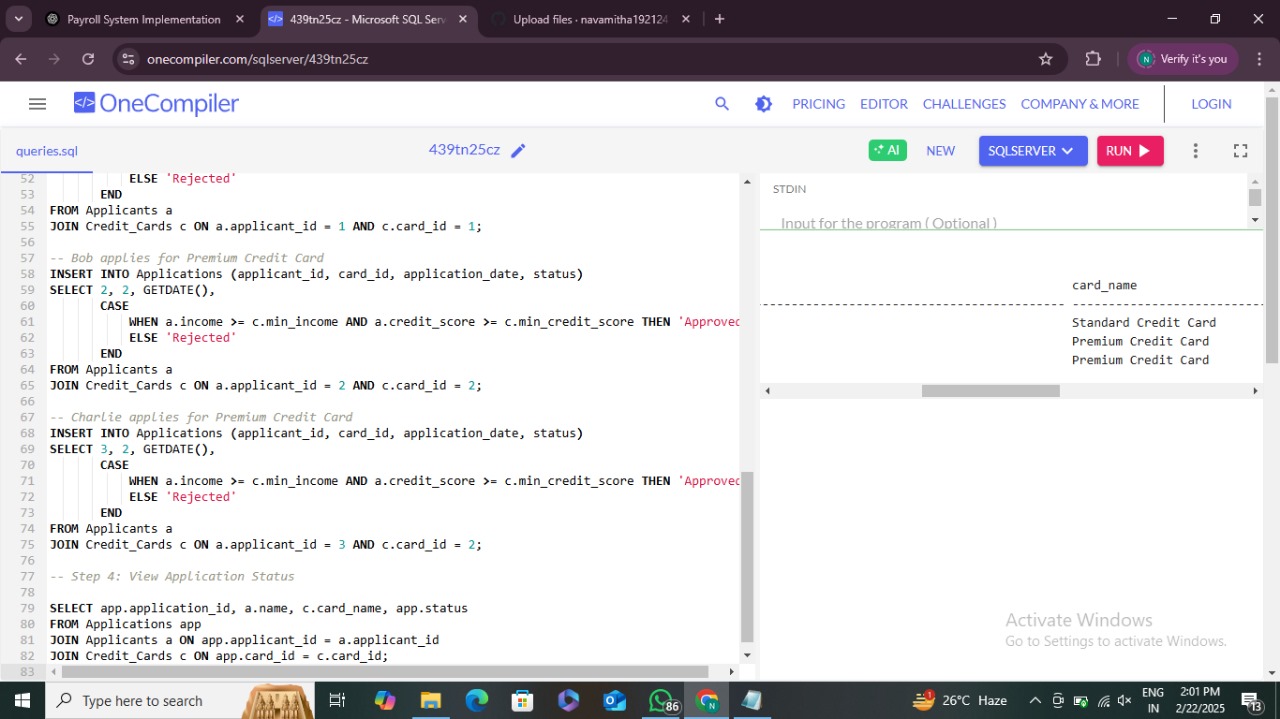 Payroll System Implementation
439tn25cz - Microsoft SQL Serv
Upload files · navamitha19212
onecompiler.com/sqlserver/439tn25cz
N
Verify it's you
</> OneCompiler
PRICING
EDITOR
CHALLENGES
COMPANY & MORE
LOGIN
queries.sql
439tn25cz
AI
NEW
SQLSERVER
RUN
52 ELSE 'Rejected'
53 END
54 FROM Applicants a
55 JOIN Credit_Cards c ON a.applicant_id = 1 AND c.card_id = 1;
56
57 -- Bob applies for Premium Credit Card
58 INSERT INTO Applications (applicant_id, card_id, application_date, status)
59 SELECT 2, 2, GETDATE(),
60 CASE
61 WHEN a.income >= c.min_income AND a.credit_score >= c.min_credit_score THEN 'Approved
62 ELSE 'Rejected'
63 END
64 FROM Applicants a
65 JOIN Credit_Cards c ON a.applicant_id = 2 AND c.card_id = 2;
66
67 -- Charlie applies for Premium Credit Card
68 INSERT INTO Applications (applicant_id, card_id, application_date, status)
69 SELECT 3, 2, GETDATE(),
70 CASE
71 WHEN a.income >= c.min_income AND a.credit_score >= c.min_credit_score THEN 'Approved
72 ELSE 'Rejected'
73 END
74 FROM Applicants a
75 JOIN Credit_Cards c ON a.applicant_id = 3 AND c.card_id = 2;
76
77 -- Step 4: View Application Status
78
79 SELECT app.application_id, a.name, c.card_name, app.status
80 FROM Applications app
81 JOIN Applicants a ON app.applicant_id = a.applicant_id
82 JOIN Credit_Cards c ON app.card_id = c.card_id;
83
STDIN
Input for the program ( Optional )
card_name
Standard Credit Card
Premium Credit Card
Premium Credit Card
Activate Windows
Go to Settings to activate Windows.
Type here to search
86
1
26°C Haze
ENG
IN
2:01 PM
2/22/2025
13